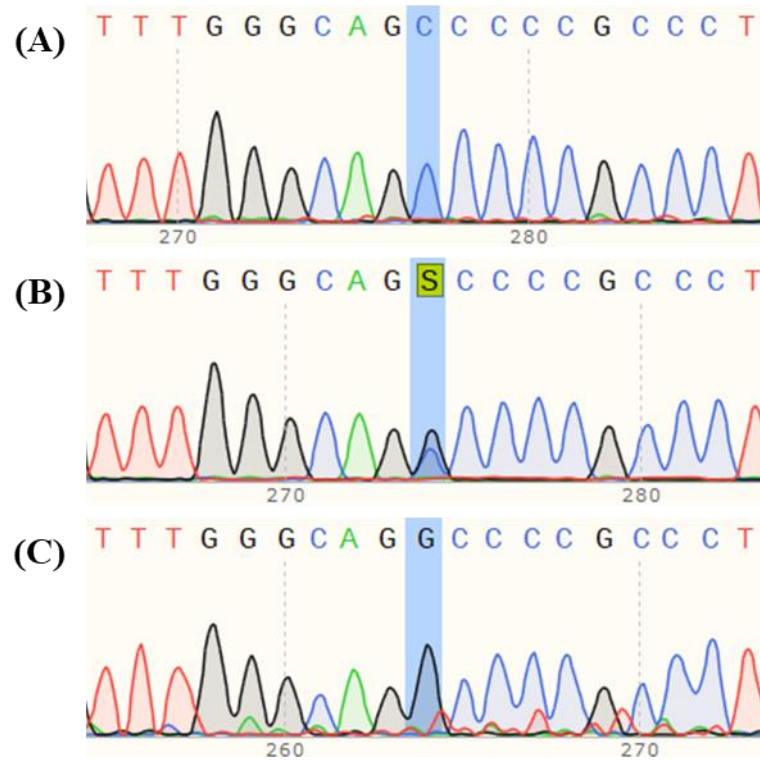 (A) T T T G G G C A G C C C C C G C C C T
270 280
(B) T T T G G G C A G S C C C C G C C C T
270 280
(C) T T T G G G C A G G C C C C G C C C T
260 270